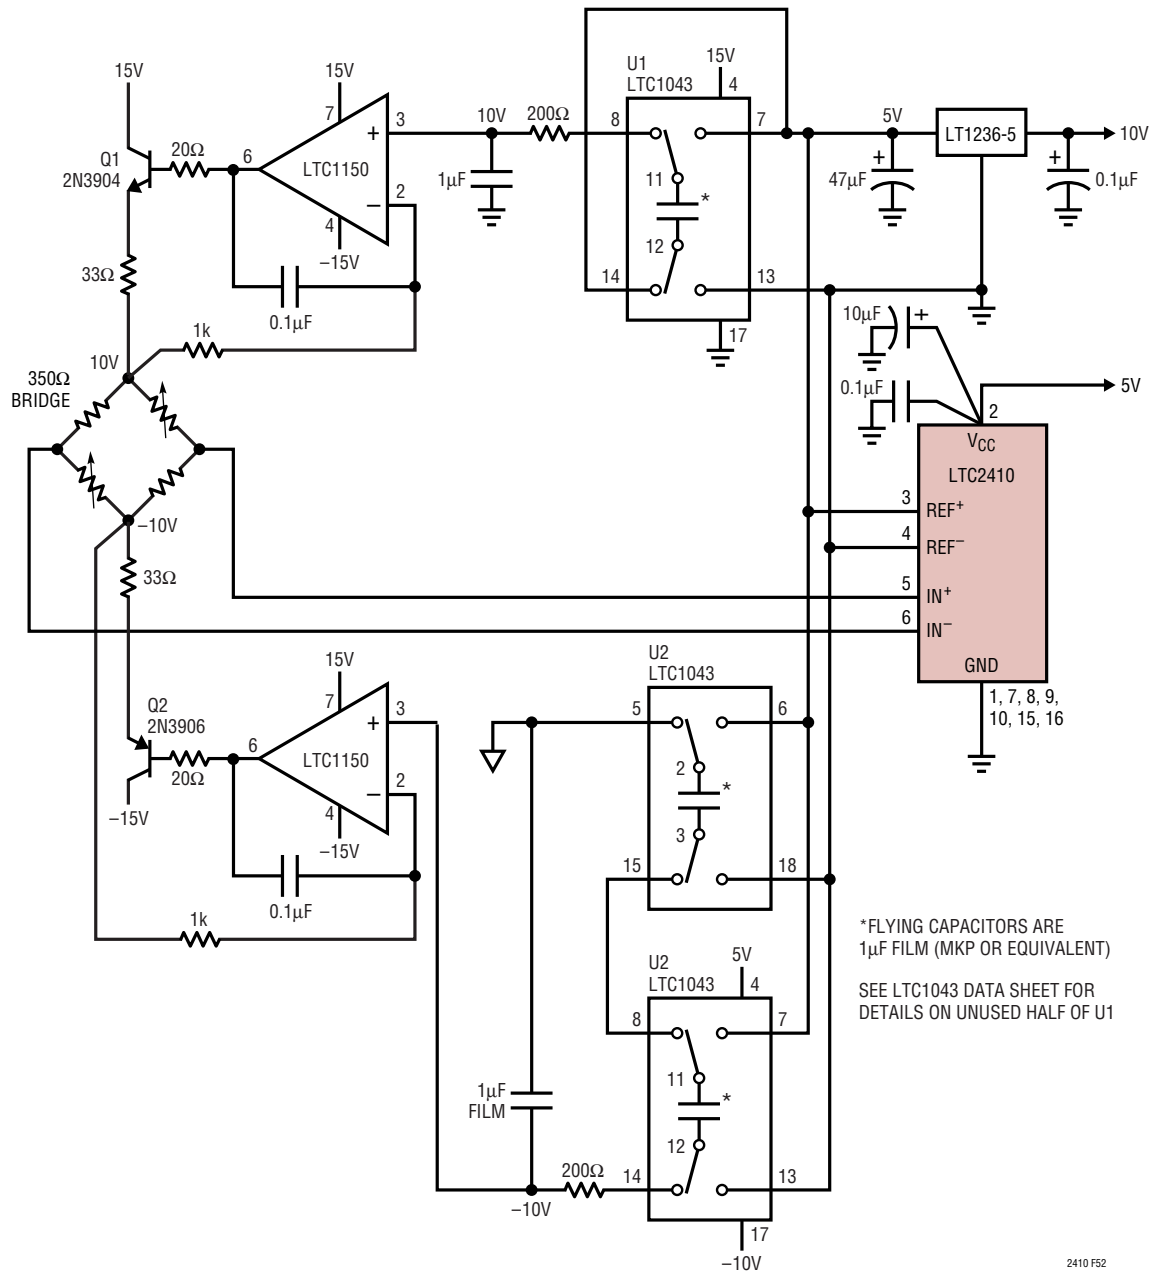 15V
Q1
2N3904
20Ω
6
15V
7
3
+
LTC1150
2
–
4
–15V
0.1µF
33Ω
1k
10V
1µF
200Ω
U1
LTC1043
15V
4
8
7
11
*
12
14
13
17
5V
LT1236-5
10V
+
47µF
+
0.1µF
10V
350Ω
BRIDGE
–10V
33Ω
10µF
+
0.1µF
5V
2
VCC
LTC2410
3
REF+
4
REF–
5
IN+
6
IN–
GND
1, 7, 8, 9,
10, 15, 16
Q2
2N3906
20Ω
–15V
6
15V
7
3
+
LTC1150
2
–
4
–15V
0.1µF
1k
U2
LTC1043
5
6
2
*
3
15
18
U2
LTC1043
5V
4
8
7
11
*
12
14
13
17
–10V
1µF
FILM
200Ω
–10V
*FLYING CAPACITORS ARE
1µF FILM (MKP OR EQUIVALENT)
SEE LTC1043 DATA SHEET FOR
DETAILS ON UNUSED HALF OF U1
2410 F52